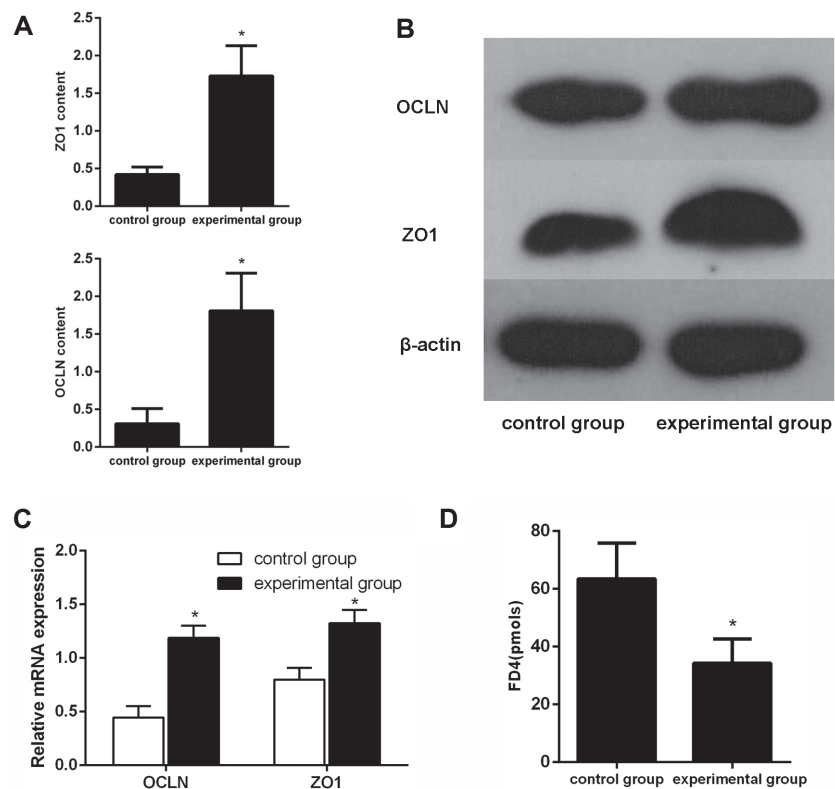 A
2.5
2.0
1.5
1.0
0.5
0.0
ZO1 content
*
control group experimental group
2.5
2.0
1.5
1.0
0.5
0.0
OCLN content
*
control group experimental group
B
OCLN
ZO1
β-actin
control group experimental group
C
2.0
1.5
1.0
0.5
0.0
Relative mRNA expression
control group
experimental group
*
*
OCLN ZO1
D
80
60
40
20
0
FD4(pmols)
*
control group experimental group